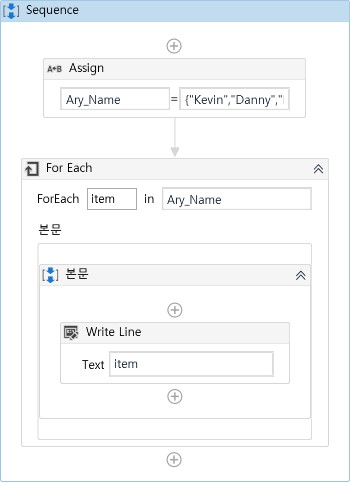 Sequence
A+B Assign
Ary_Name = {"Kevin","Danny","
For Each
ForEach item in Ary_Name
본문
본문
Write Line
Text item